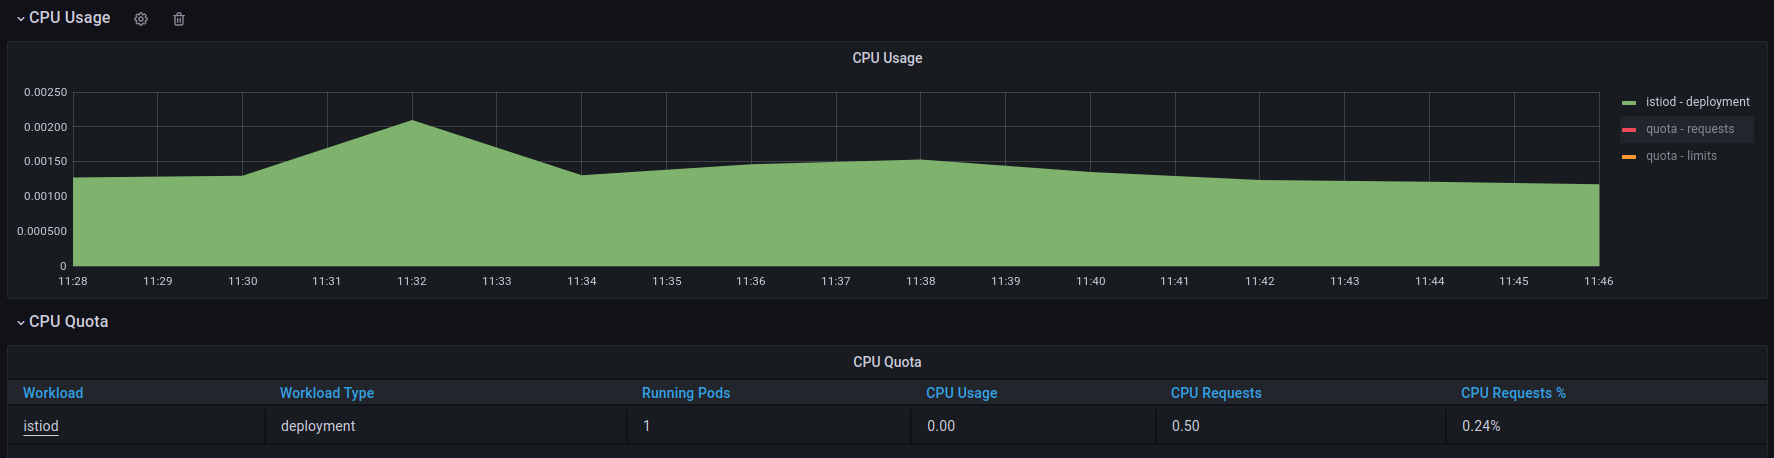 CPU Usage
CPU Usage
0.00250
0.00200
0.00150
0.00100
0.000500
0
11:28 11:29 11:30 11:31 11:32 11:33 11:34 11:35 11:36 11:37 11:38 11:39 11:40 11:41 11:42 11:43 11:44 11:45 11:46
istiod - deployment
quota - requests
quota - limits
CPU Quota
CPU Quota
Workload Workload Type Running Pods CPU Usage CPU Requests CPU Requests %
istiod deployment 1 0.00 0.50 0.24%